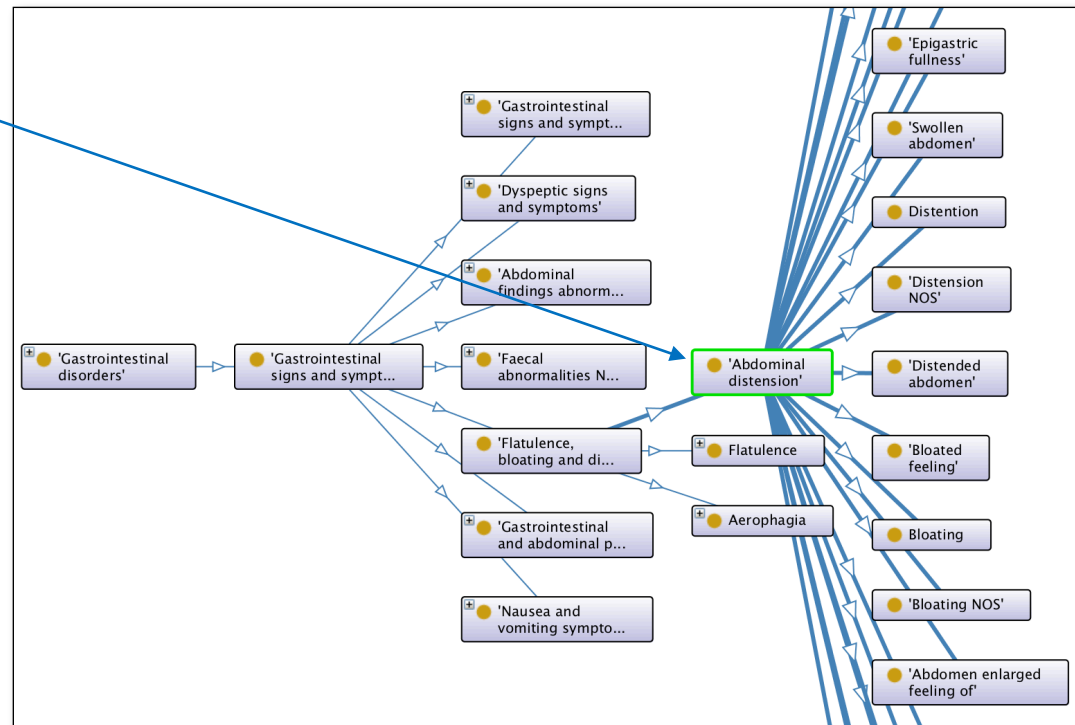 'Epigastric
fullness'
'Gastrointestinal
signs and sympt...
'Swollen
abdomen'
'Dyspeptic signs
and symptoms'
Distention
'Abdominal
findings abnorm...
'Distension
NOS'
'Gastrointestinal
disorders'
'Gastrointestinal
signs and sympt...
'Faecal
abnormalities N...
'Abdominal
distension'
'Distended
abdomen'
'Flatulence,
bloating and di...
Flatulence
'Bloated
feeling'
'Gastrointestinal
and abdominal p...
Aerophagia
Bloating
'Nausea and
vomiting sympto...
'Bloating NOS'
'Abdomen enlarged
feeling of'